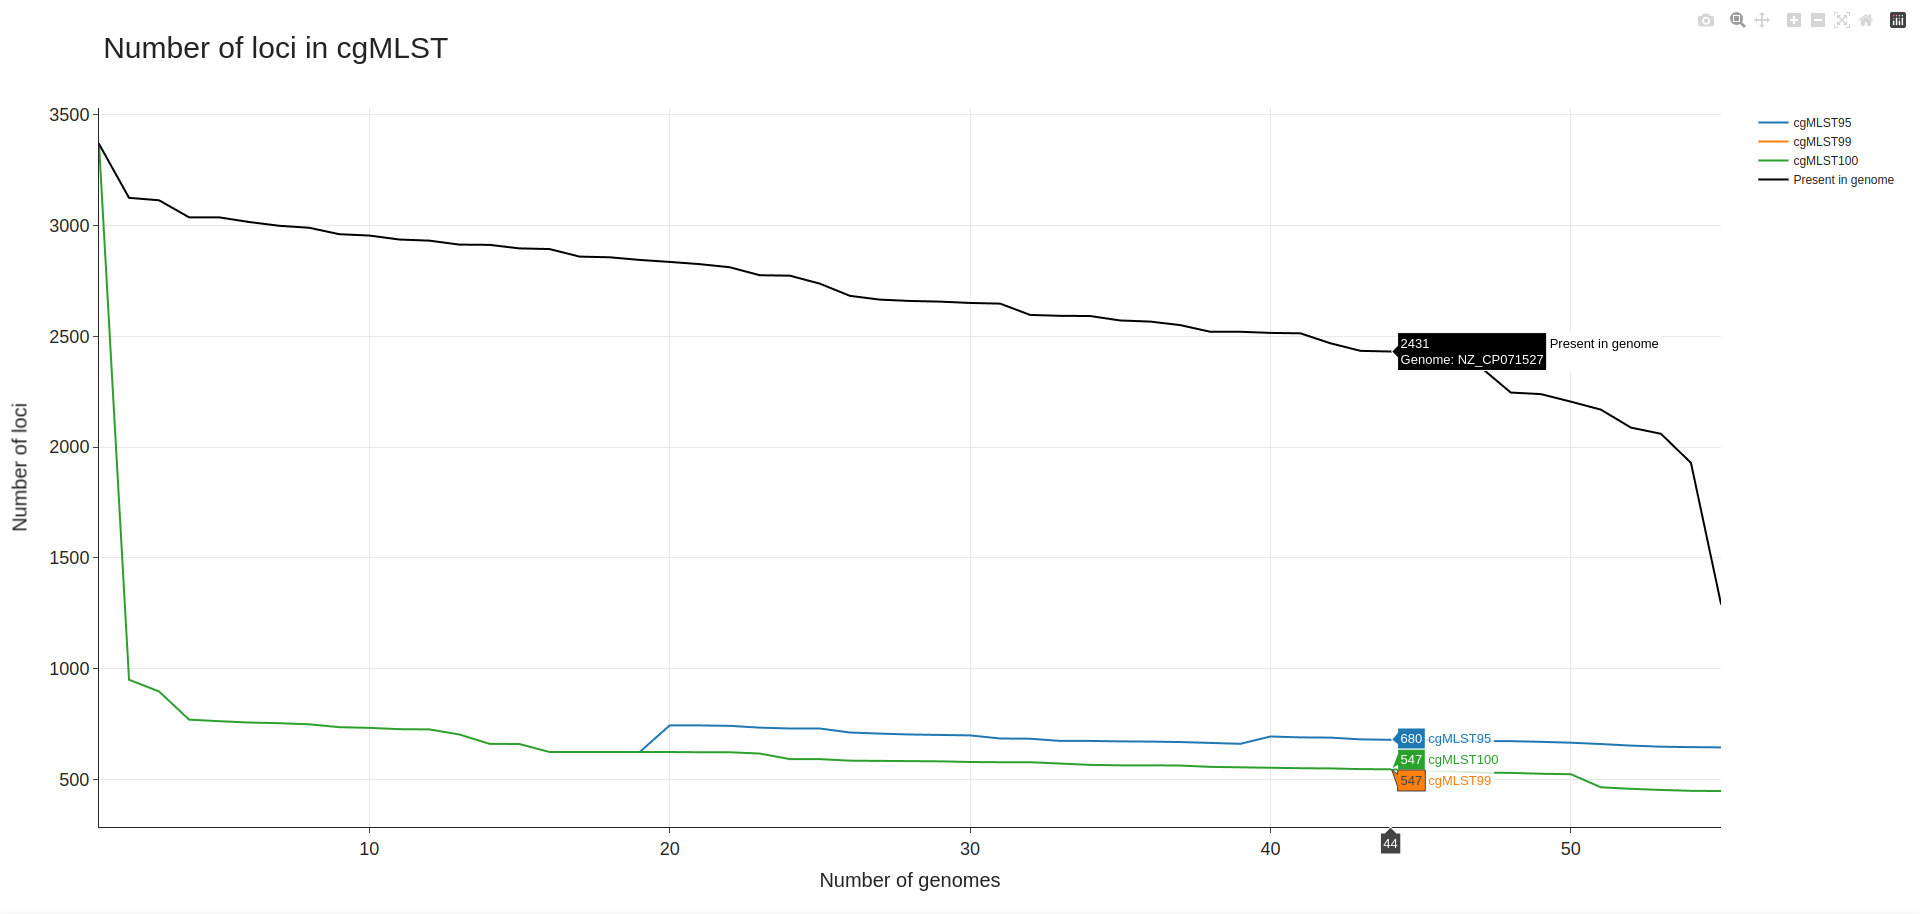 Number of loci in cgMLST
3500
3000
2500
2000
1500
1000
500
Number of loci
10
20
30
40
50
44
Number of genomes
2431
Genome: NZ_CP071527
Present in genome
680 cgMLST95
547 cgMLST100
547 cgMLST99
cgMLST95
cgMLST99
cgMLST100
Present in genome